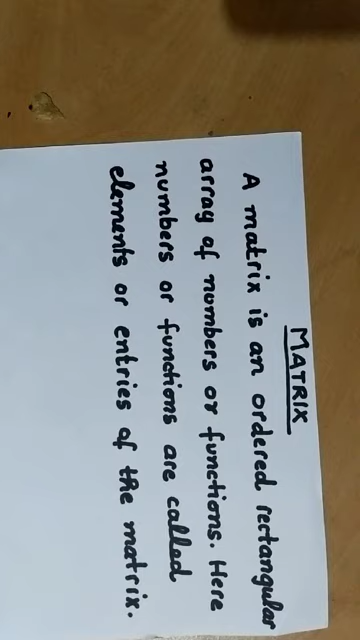 MATRIX
A matrix is an ordered rectangular
array of numbers or functions. Here
numbers or functions are called
elements or entries of the matrix.